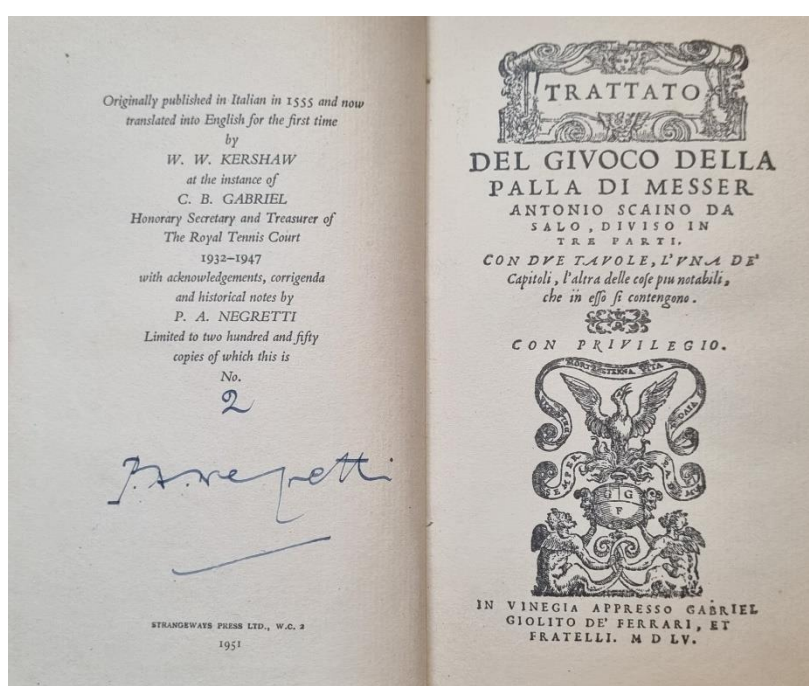 Originally published in Italian in 1555 and now
translated into English for the first time
by
W. W. KERSHAW
at the instance of
C. B. GABRIEL
Honorary Secretary and Treasurer of
The Royal Tennis Court
1932–1947
with acknowledgements, corrigenda
and historical notes by
P. A. NEGRETTI
Limited to two hundred and fifty
copies of which this is
No.
2
P. A. Negretti
STRANGEWAYS PRESS LTD., W.C. 2
1951
TRATTATO
DEL GIVOCO DELLA
PALLA DI MESSER
ANTONIO SCAINO DA
SALO, DIVISO IN
TRE PARTI.
CON DVE TAVOLE, L'VNA DE'
Capitoli, l'altra delle cose piu notabili,
che in esso si contengono.
CON PRIVILEGIO.
VITA
SEMPER
G G
F
IN VINEGIA APPRESSO GABRIEL
GIOLITO DE' FERRARI, ET
FRATELLI. M D LV.